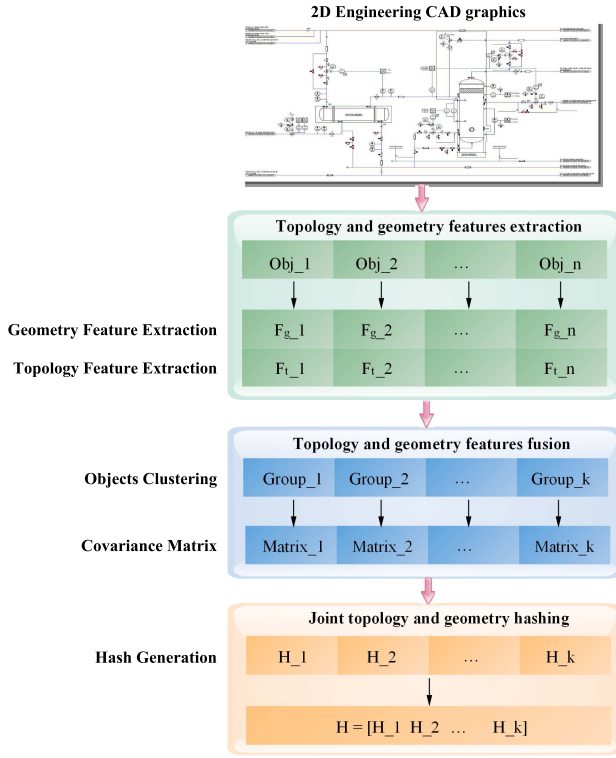 2D Engineering CAD graphics
Topology and geometry features extraction
Obj_1 Obj_2 ... Obj_n
Geometry Feature Extraction Fg_1 Fg_2 ... Fg_n
Topology Feature Extraction Ft_1 Ft_2 ... Ft_n
Topology and geometry features fusion
Objects Clustering Group_1 Group_2 ... Group_k
Covariance Matrix Matrix_1 Matrix_2 ... Matrix_k
Joint topology and geometry hashing
Hash Generation H_1 H_2 ... H_k
H = [H_1 H_2 ... H_k]